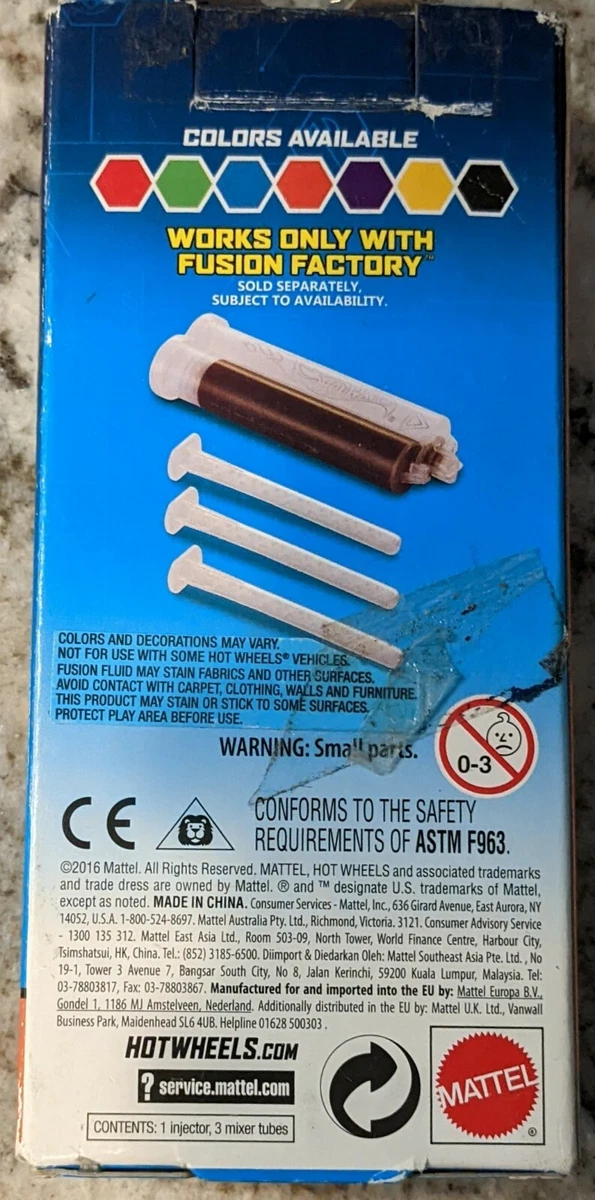 COLORS AVAILABLE
WORKS ONLY WITH
FUSION FACTORY™
SOLD SEPARATELY,
SUBJECT TO AVAILABILITY.
COLORS AND DECORATIONS MAY VARY.
NOT FOR USE WITH SOME HOT WHEELS® VEHICLES.
FUSION FLUID MAY STAIN FABRICS AND OTHER SURFACES.
AVOID CONTACT WITH CARPET, CLOTHING, WALLS AND FURNITURE.
THIS PRODUCT MAY STAIN OR STICK TO SOME SURFACES.
PROTECT PLAY AREA BEFORE USE.
WARNING: Small parts.
0-3
CE
CONFORMS TO THE SAFETY
REQUIREMENTS OF ASTM F963.
©2016 Mattel. All Rights Reserved. MATTEL, HOT WHEELS and associated trademarks
and trade dress are owned by Mattel. ® and ™ designate U.S. trademarks of Mattel,
except as noted. MADE IN CHINA. Consumer Services - Mattel, Inc., 636 Girard Avenue, East Aurora, NY
14052, U.S.A. 1-800-524-8697. Mattel Australia Pty. Ltd., Richmond, Victoria. 3121. Consumer Advisory Service
- 1300 135 312. Mattel East Asia Ltd., Room 503-09, North Tower, World Finance Centre, Harbour City,
Tsimshatsui, HK, China. Tel.: (852) 3185-6500. Diimport & Diedarkan Oleh: Mattel Southeast Asia Pte. Ltd., No
19-1, Tower 3 Avenue 7, Bangsar South City, No 8, Jalan Kerinchi, 59200 Kuala Lumpur, Malaysia. Tel:
03-78803817, Fax: 03-78803867. Manufactured for and imported into the EU by: Mattel Europa B.V.,
Gondel 1, 1186 MJ Amstelveen, Nederland. Additionally distributed in the EU by: Mattel U.K. Ltd., Vanwall
Business Park, Maidenhead SL6 4UB. Helpline 01628 500303.
HOTWHEELS.COM
? service.mattel.com
CONTENTS: 1 injector, 3 mixer tubes
MATTEL
®